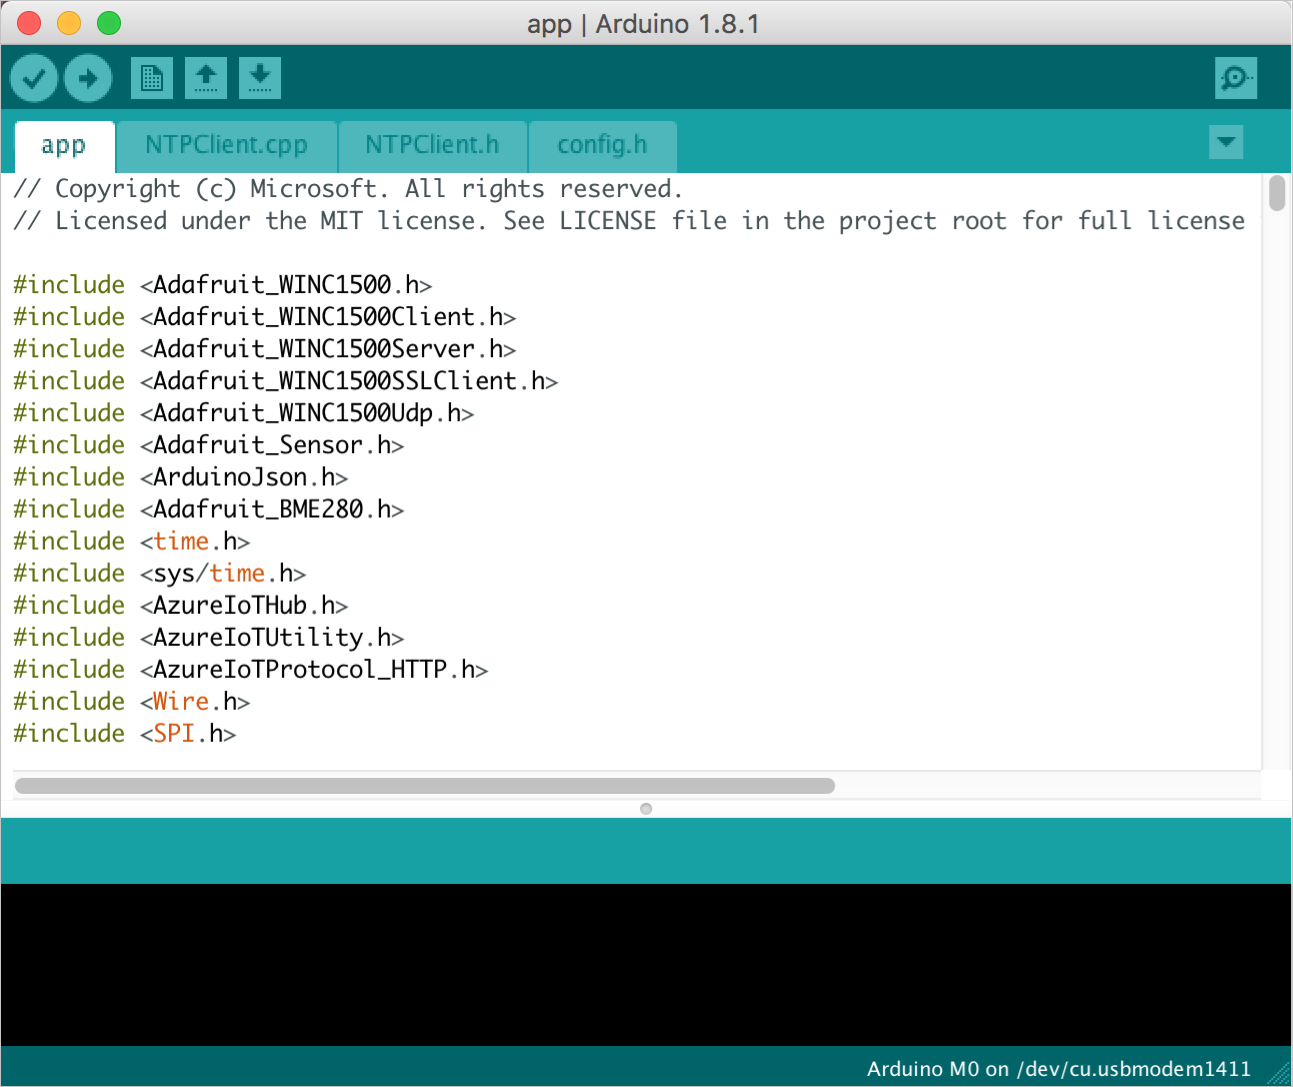 app | Arduino 1.8.1
app NTPClient.cpp NTPClient.h config.h
// Copyright (c) Microsoft. All rights reserved.
// Licensed under the MIT license. See LICENSE file in the project root for full license
#include <Adafruit_WINC1500.h>
#include <Adafruit_WINC1500Client.h>
#include <Adafruit_WINC1500Server.h>
#include <Adafruit_WINC1500SSLClient.h>
#include <Adafruit_WINC1500Udp.h>
#include <Adafruit_Sensor.h>
#include <ArduinoJson.h>
#include <Adafruit_BME280.h>
#include <time.h>
#include <sys/time.h>
#include <AzureIoTHub.h>
#include <AzureIoTUtility.h>
#include <AzureIoTProtocol_HTTP.h>
#include <Wire.h>
#include <SPI.h>
Arduino M0 on /dev/cu.usbmodem1411